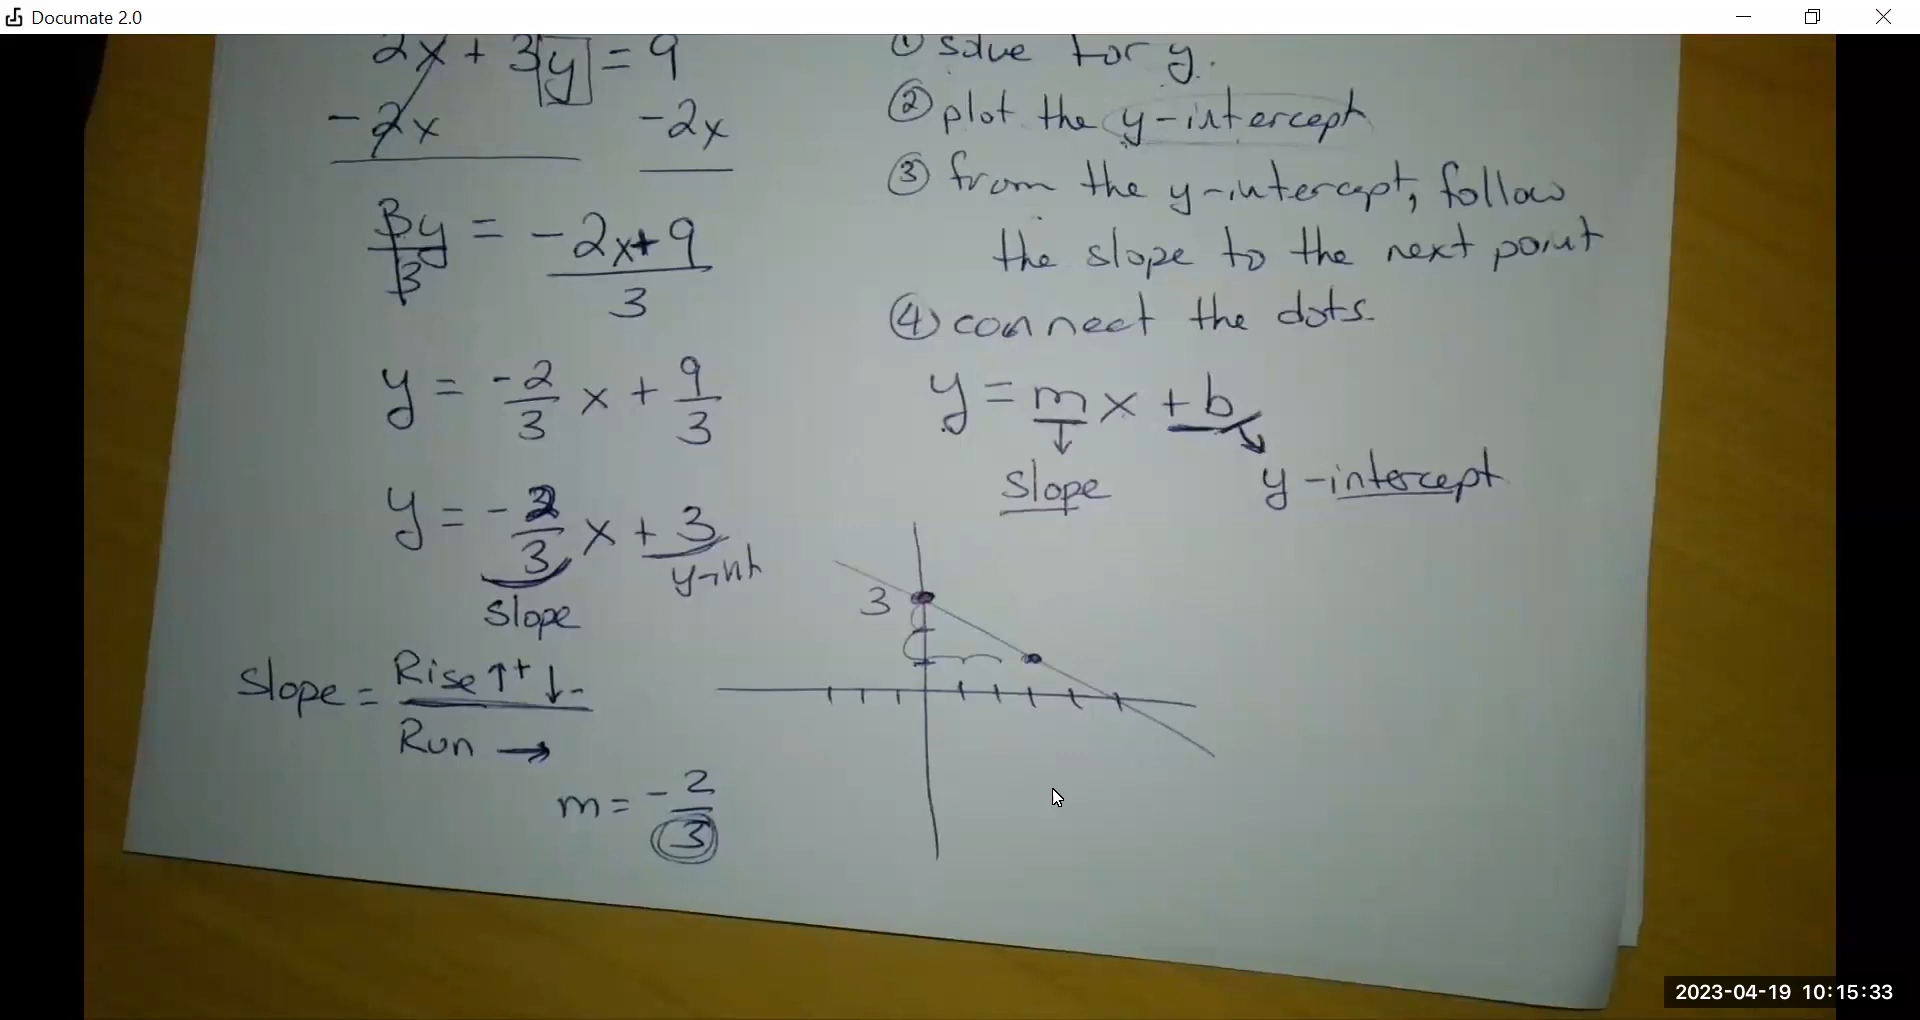 Documate 2.0
2x + 3y = 9
-2x -2x
3y/3 = -2x+9/3
y = -2/3 x + 9/3
y = -2/3 x + 3
slope y-int
slope = Rise ↑+ ↓-
Run →
m = -2/3
① solve for y.
② plot the y-intercept
③ from the y-intercept, follow
the slope to the next point
④ connect the dots.
y = mx + b
slope y-intercept
3
2023-04-19 10:15:33